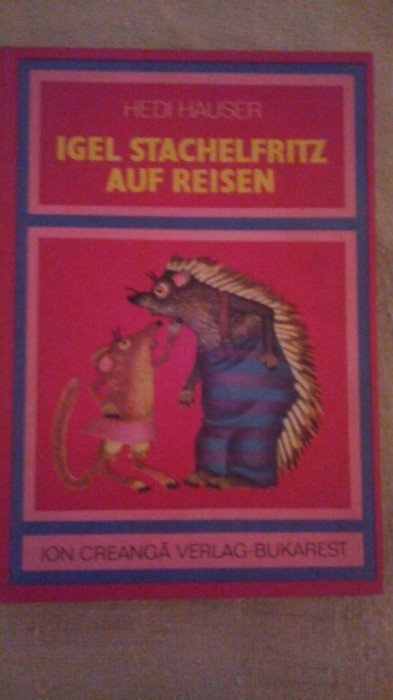 HEDI HAUSER
IGEL STACHELFRITZ
AUF REISEN
ION CREANGĂ VERLAG-BUKAREST